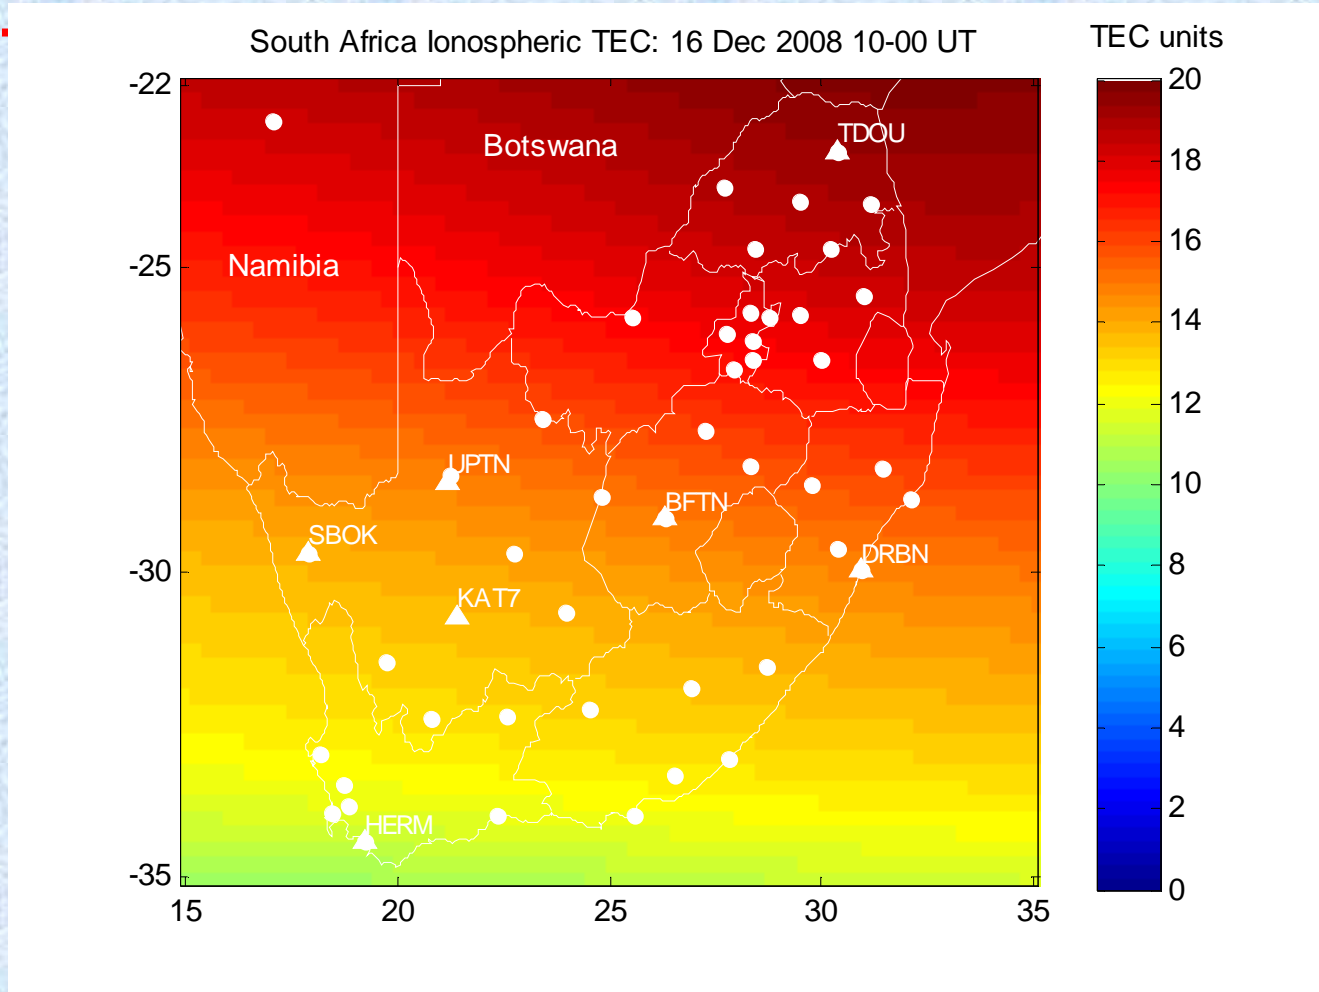 South Africa Ionospheric TEC: 16 Dec 2008 10-00 UT
TEC units
-22
-25
-30
-35
15
20
25
30
35
Botswana
Namibia
TDOU
UPTN
BFTN
SBOK
DRBN
KAT7
HERM
20
18
16
14
12
10
8
6
4
2
0